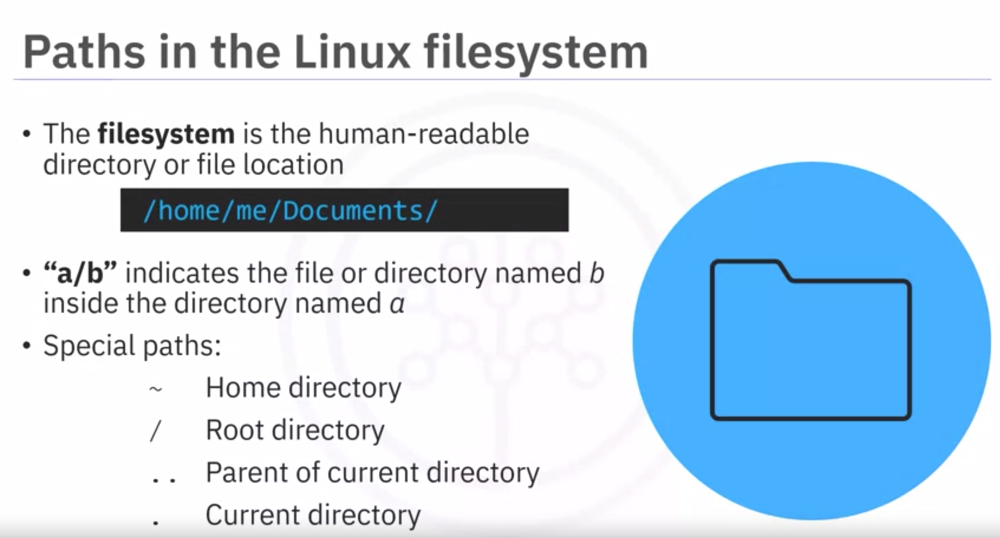 Paths in the Linux filesystem
• The filesystem is the human-readable
directory or file location
/home/me/Documents/
• “a/b” indicates the file or directory named b
inside the directory named a
• Special paths:
~ Home directory
/ Root directory
.. Parent of current directory
. Current directory